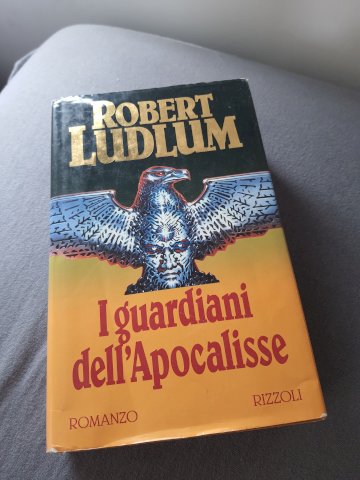 ROBERT
LUDLUM
I guardiani
dell'Apocalisse
ROMANZO
RIZZOLI